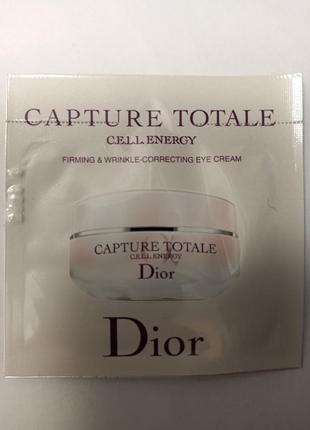 CAPTURE TOTALE
C.E.L.L. ENERGY
FIRMING & WRINKLE-CORRECTING EYE CREAM
CAPTURE TOTALE
C.E.L.L. ENERGY
Dior
Dior